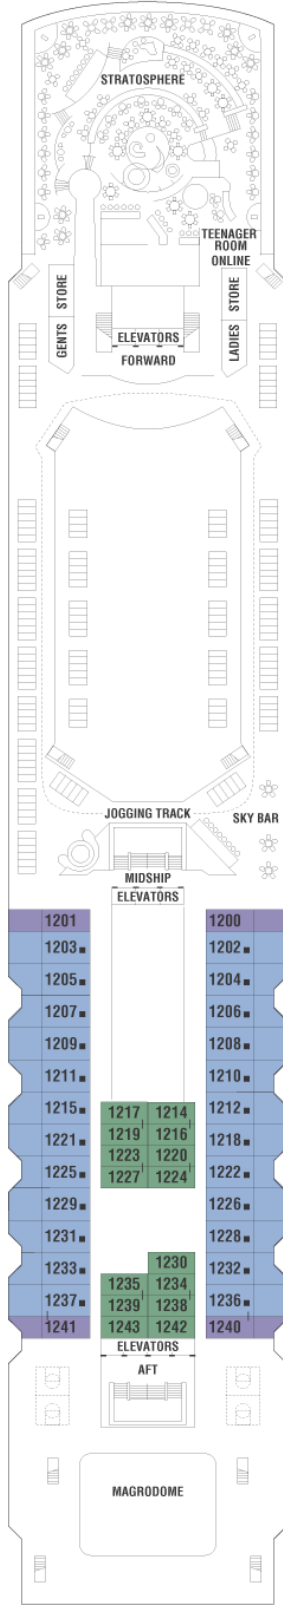 STRATOSPHERE
TEENAGER
ROOM
ONLINE
STORE
STORE
GENTS
ELEVATORS
LADIES
FORWARD
JOGGING TRACK
SKY BAR
MIDSHIP
ELEVATORS
1201
1200
1203
1202
1205
1204
1207
1206
1209
1208
1211
1210
1215
1217
1214
1212
1221
1219
1216
1218
1223
1220
1225
1227
1224
1222
1229
1226
1231
1228
1233
1230
1232
1235
1234
1237
1239
1238
1236
1241
1243
1242
1240
ELEVATORS
AFT
MAGRODOME